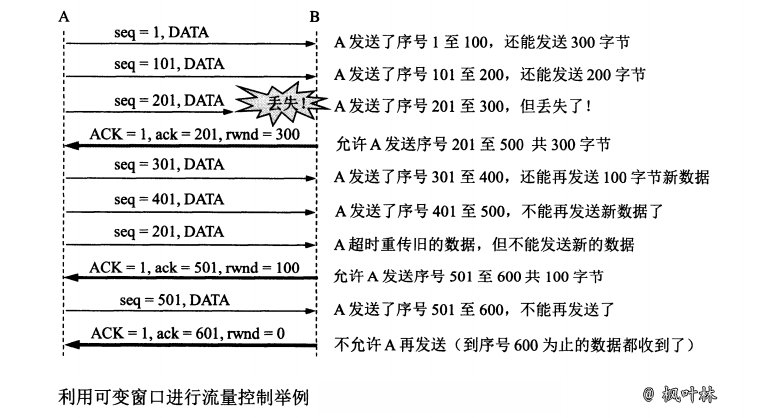 A B
seq = 1, DATA A 发送了序号 1 至 100，还能发送 300 字节
seq = 101, DATA A 发送了序号 101 至 200，还能发送 200 字节
seq = 201, DATA 丢失！ A 发送了序号 201 至 300，但丢失了！
ACK = 1, ack = 201, rwnd = 300 允许 A 发送序号 201 至 500 共 300 字节
seq = 301, DATA A 发送了序号 301 至 400，还能再发送 100 字节新数据
seq = 401, DATA A 发送了序号 401 至 500，不能再发送新数据了
seq = 201, DATA A 超时重传旧的数据，但不能发送新的数据
ACK = 1, ack = 501, rwnd = 100 允许 A 发送序号 501 至 600 共 100 字节
seq = 501, DATA A 发送了序号 501 至 600，不能再发送了
ACK = 1, ack = 601, rwnd = 0 不允许 A 再发送（到序号 600 为止的数据都收到了）
利用可变窗口进行流量控制举例 @ 枫叶林